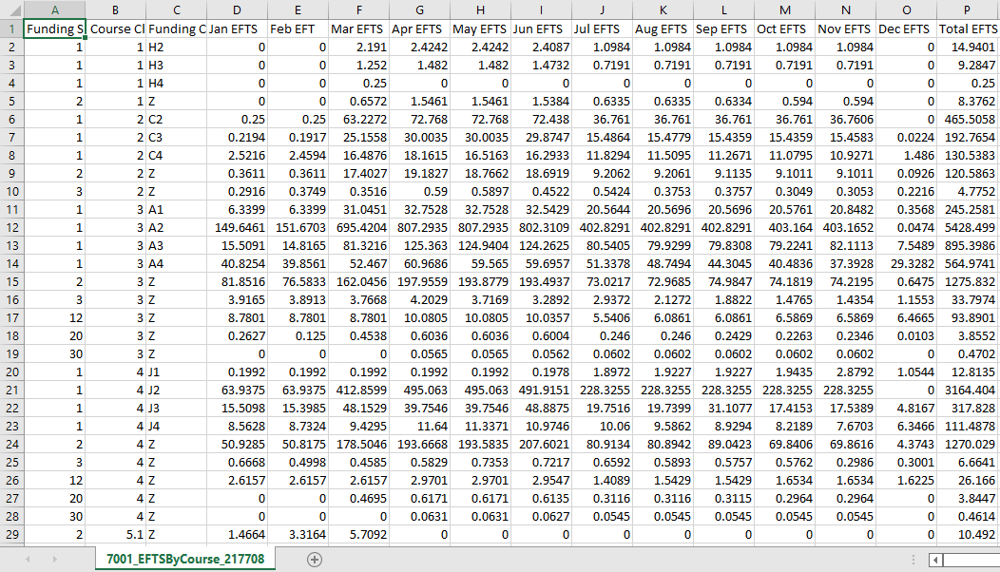 A B C D E F G H I J K L M N O P
1 Funding S Course Cl Funding C Jan EFTS Feb EFT Mar EFTS Apr EFTS May EFTS Jun EFTS Jul EFTS Aug EFTS Sep EFTS Oct EFTS Nov EFTS Dec EFTS Total EFTS
2 1 1 H2 0 0 2.191 2.4242 2.4242 2.4087 1.0984 1.0984 1.0984 1.0984 1.0984 0 14.9401
3 1 1 H3 0 0 1.252 1.482 1.482 1.4732 0.7191 0.7191 0.7191 0.7191 0.7191 0 9.2847
4 1 1 H4 0 0 0.25 0 0 0 0 0 0 0 0 0 0.25
5 2 1 Z 0 0 0.6572 1.5461 1.5461 1.5384 0.6335 0.6335 0.6334 0.594 0.594 0 8.3762
6 1 2 C2 0.25 0.25 63.2272 72.768 72.768 72.438 36.761 36.761 36.761 36.761 36.7606 0 465.5058
7 1 2 C3 0.2194 0.1917 25.1558 30.0035 30.0035 29.8747 15.4864 15.4779 15.4359 15.4359 15.4583 0.0224 192.7654
8 1 2 C4 2.5216 2.4594 16.4876 18.1615 16.5163 16.2933 11.8294 11.5095 11.2671 11.0795 10.9271 1.486 130.5383
9 2 2 Z 0.3611 0.3611 17.4027 19.1827 18.7662 18.6919 9.2062 9.2061 9.1135 9.1011 9.1011 0.0926 120.5863
10 3 2 Z 0.2916 0.3749 0.3516 0.59 0.5897 0.4522 0.5424 0.3753 0.3757 0.3049 0.3053 0.2216 4.7752
11 1 3 A1 6.3399 6.3399 31.0451 32.7528 32.7528 32.5429 20.5644 20.5696 20.5696 20.5761 20.8482 0.3568 245.2581
12 1 3 A2 149.6461 151.6703 695.4204 807.2935 807.2935 802.3109 402.8291 402.8291 402.8291 403.164 403.1652 0.0474 5428.499
13 1 3 A3 15.5091 14.8165 81.3216 125.363 124.9404 124.2625 80.5405 79.9299 79.8308 79.2241 82.1113 7.5489 895.3986
14 1 3 A4 40.8254 39.8561 52.467 60.9686 59.565 59.6957 51.3378 48.7494 44.3045 40.4836 37.3928 29.3282 564.9741
15 2 3 Z 81.8516 76.5833 162.0456 197.9559 193.8779 193.4937 73.0217 72.9685 74.9847 74.1819 74.2195 0.6475 1275.832
16 3 3 Z 3.9165 3.8913 3.7668 4.2029 3.7169 3.2892 2.9372 2.1272 1.8822 1.4765 1.4354 1.1553 33.7974
17 12 3 Z 8.7801 8.7801 8.7801 10.0805 10.0805 10.0357 5.5406 6.0861 6.0861 6.5869 6.5869 6.4665 93.8901
18 20 3 Z 0.2627 0.125 0.4538 0.6036 0.6036 0.6004 0.246 0.246 0.2429 0.2263 0.2346 0.0103 3.8552
19 30 3 Z 0 0 0 0.0565 0.0565 0.0562 0.0602 0.0602 0.0602 0.0602 0.0602 0 0.4702
20 1 4 J1 0.1992 0.1992 0.1992 0.1992 0.1992 0.1978 1.8972 1.9227 1.9227 1.9435 2.8792 1.0544 12.8135
21 1 4 J2 63.9375 63.9375 412.8599 495.063 495.063 491.9151 228.3255 228.3255 228.3255 228.3255 228.3255 0 3164.404
22 1 4 J3 15.5098 15.3985 48.1529 39.7546 39.7546 48.8875 19.7516 19.7399 31.1077 17.4153 17.5389 4.8167 317.828
23 1 4 J4 8.5628 8.7324 9.4295 11.64 11.3371 10.9746 10.06 9.5862 8.9294 8.2189 7.6703 6.3466 111.4878
24 2 4 Z 50.9285 50.8175 178.5046 193.6668 193.5835 207.6021 80.9134 80.8942 89.0423 69.8406 69.8616 4.3743 1270.029
25 3 4 Z 0.6668 0.4998 0.4585 0.5829 0.7353 0.7217 0.6592 0.5893 0.5757 0.5762 0.2986 0.3001 6.6641
26 12 4 Z 2.6157 2.6157 2.6157 2.9701 2.9701 2.9547 1.4089 1.5429 1.5429 1.6534 1.6534 1.6225 26.166
27 20 4 Z 0 0 0.4695 0.6171 0.6171 0.6135 0.3116 0.3116 0.3115 0.2964 0.2964 0 3.8447
28 30 4 Z 0 0 0 0.0631 0.0631 0.0627 0.0545 0.0545 0.0545 0.0545 0.0545 0 0.4614
29 2 5.1 Z 1.4664 3.3164 5.7092 0 0 0 0 0 0 0 0 0 10.492
7001_EFTSByCourse_217708